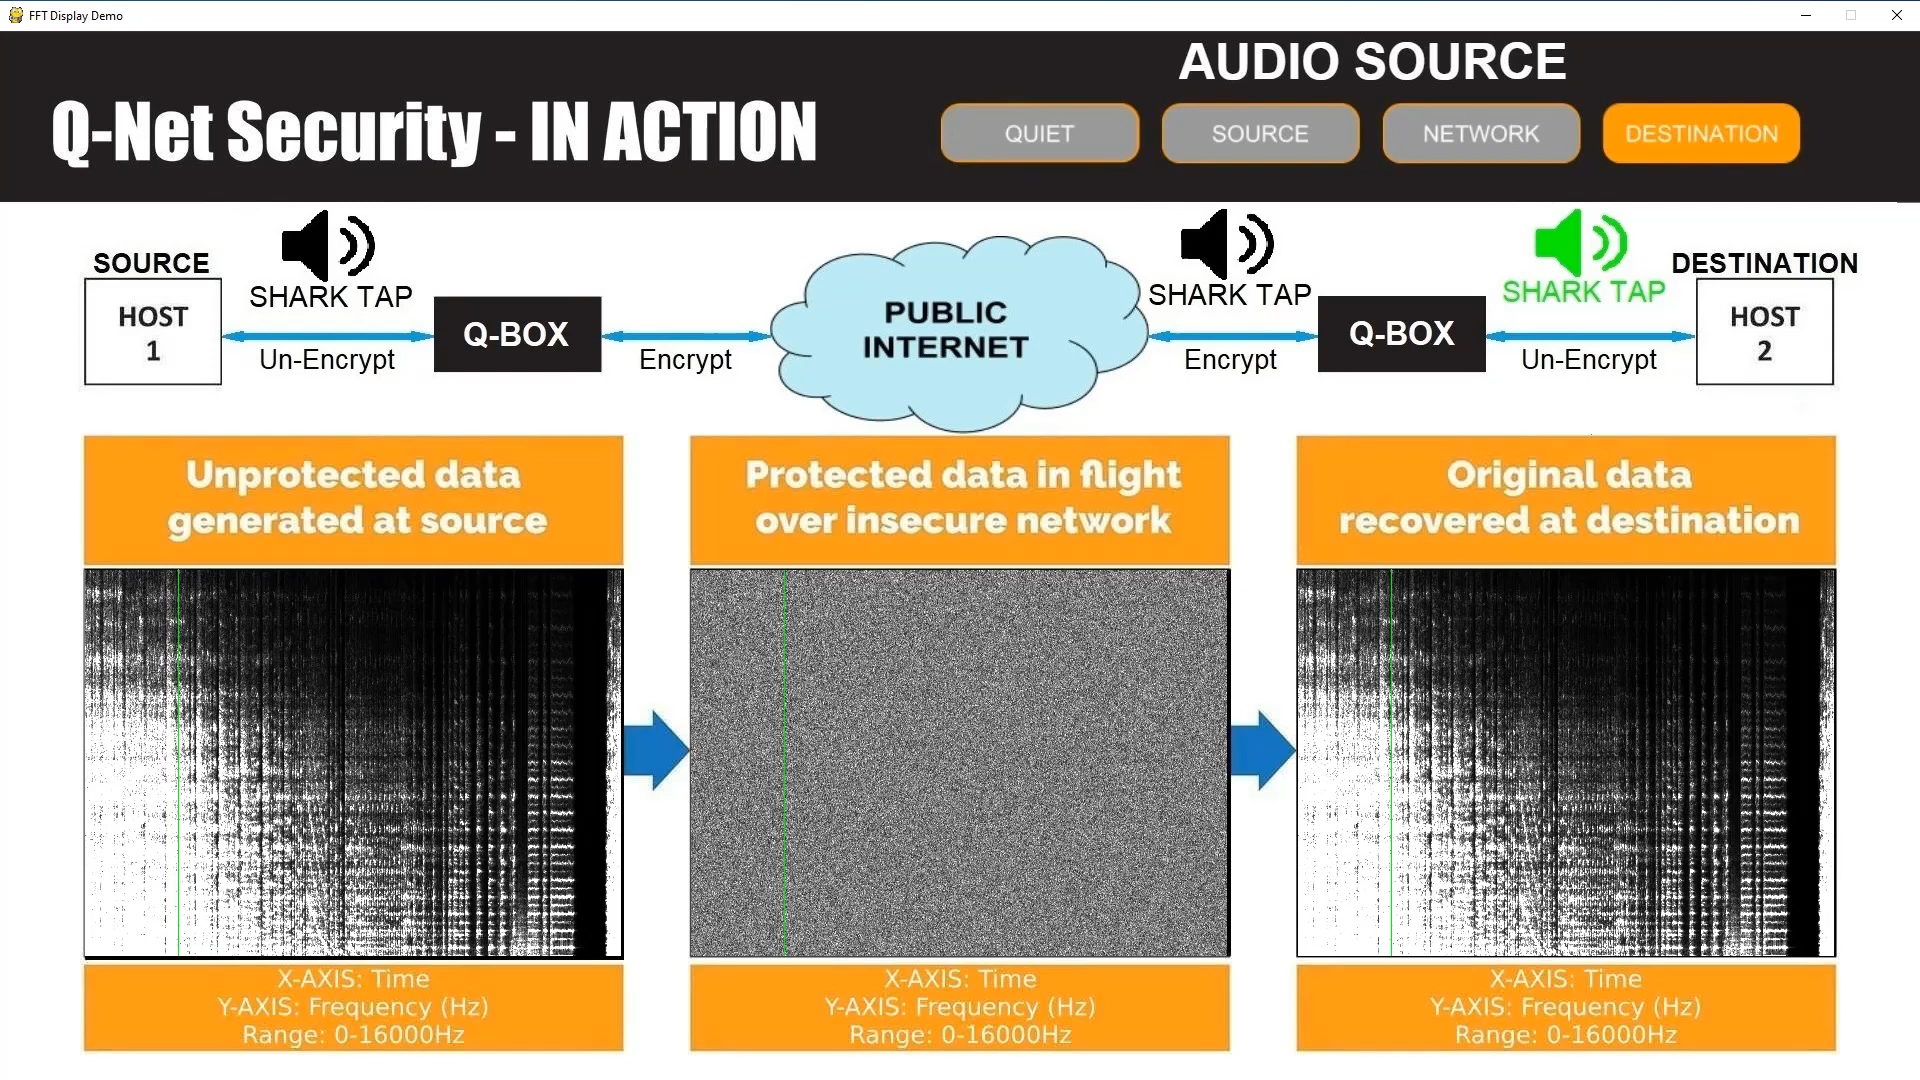 FFT Display Demo
AUDIO SOURCE
Q-Net Security - IN ACTION
QUIET
SOURCE
NETWORK
DESTINATION
SOURCE
HOST
1
SHARK TAP
Un-Encrypt
Q-BOX
Encrypt
PUBLIC
INTERNET
SHARK TAP
Encrypt
Q-BOX
SHARK TAP
Un-Encrypt
DESTINATION
HOST
2
Unprotected data
generated at source
Protected data in flight
over insecure network
Original data
recovered at destination
X-AXIS: Time
Y-AXIS: Frequency (Hz)
Range: 0-16000Hz
X-AXIS: Time
Y-AXIS: Frequency (Hz)
Range: 0-16000Hz
X-AXIS: Time
Y-AXIS: Frequency (Hz)
Range: 0-16000Hz